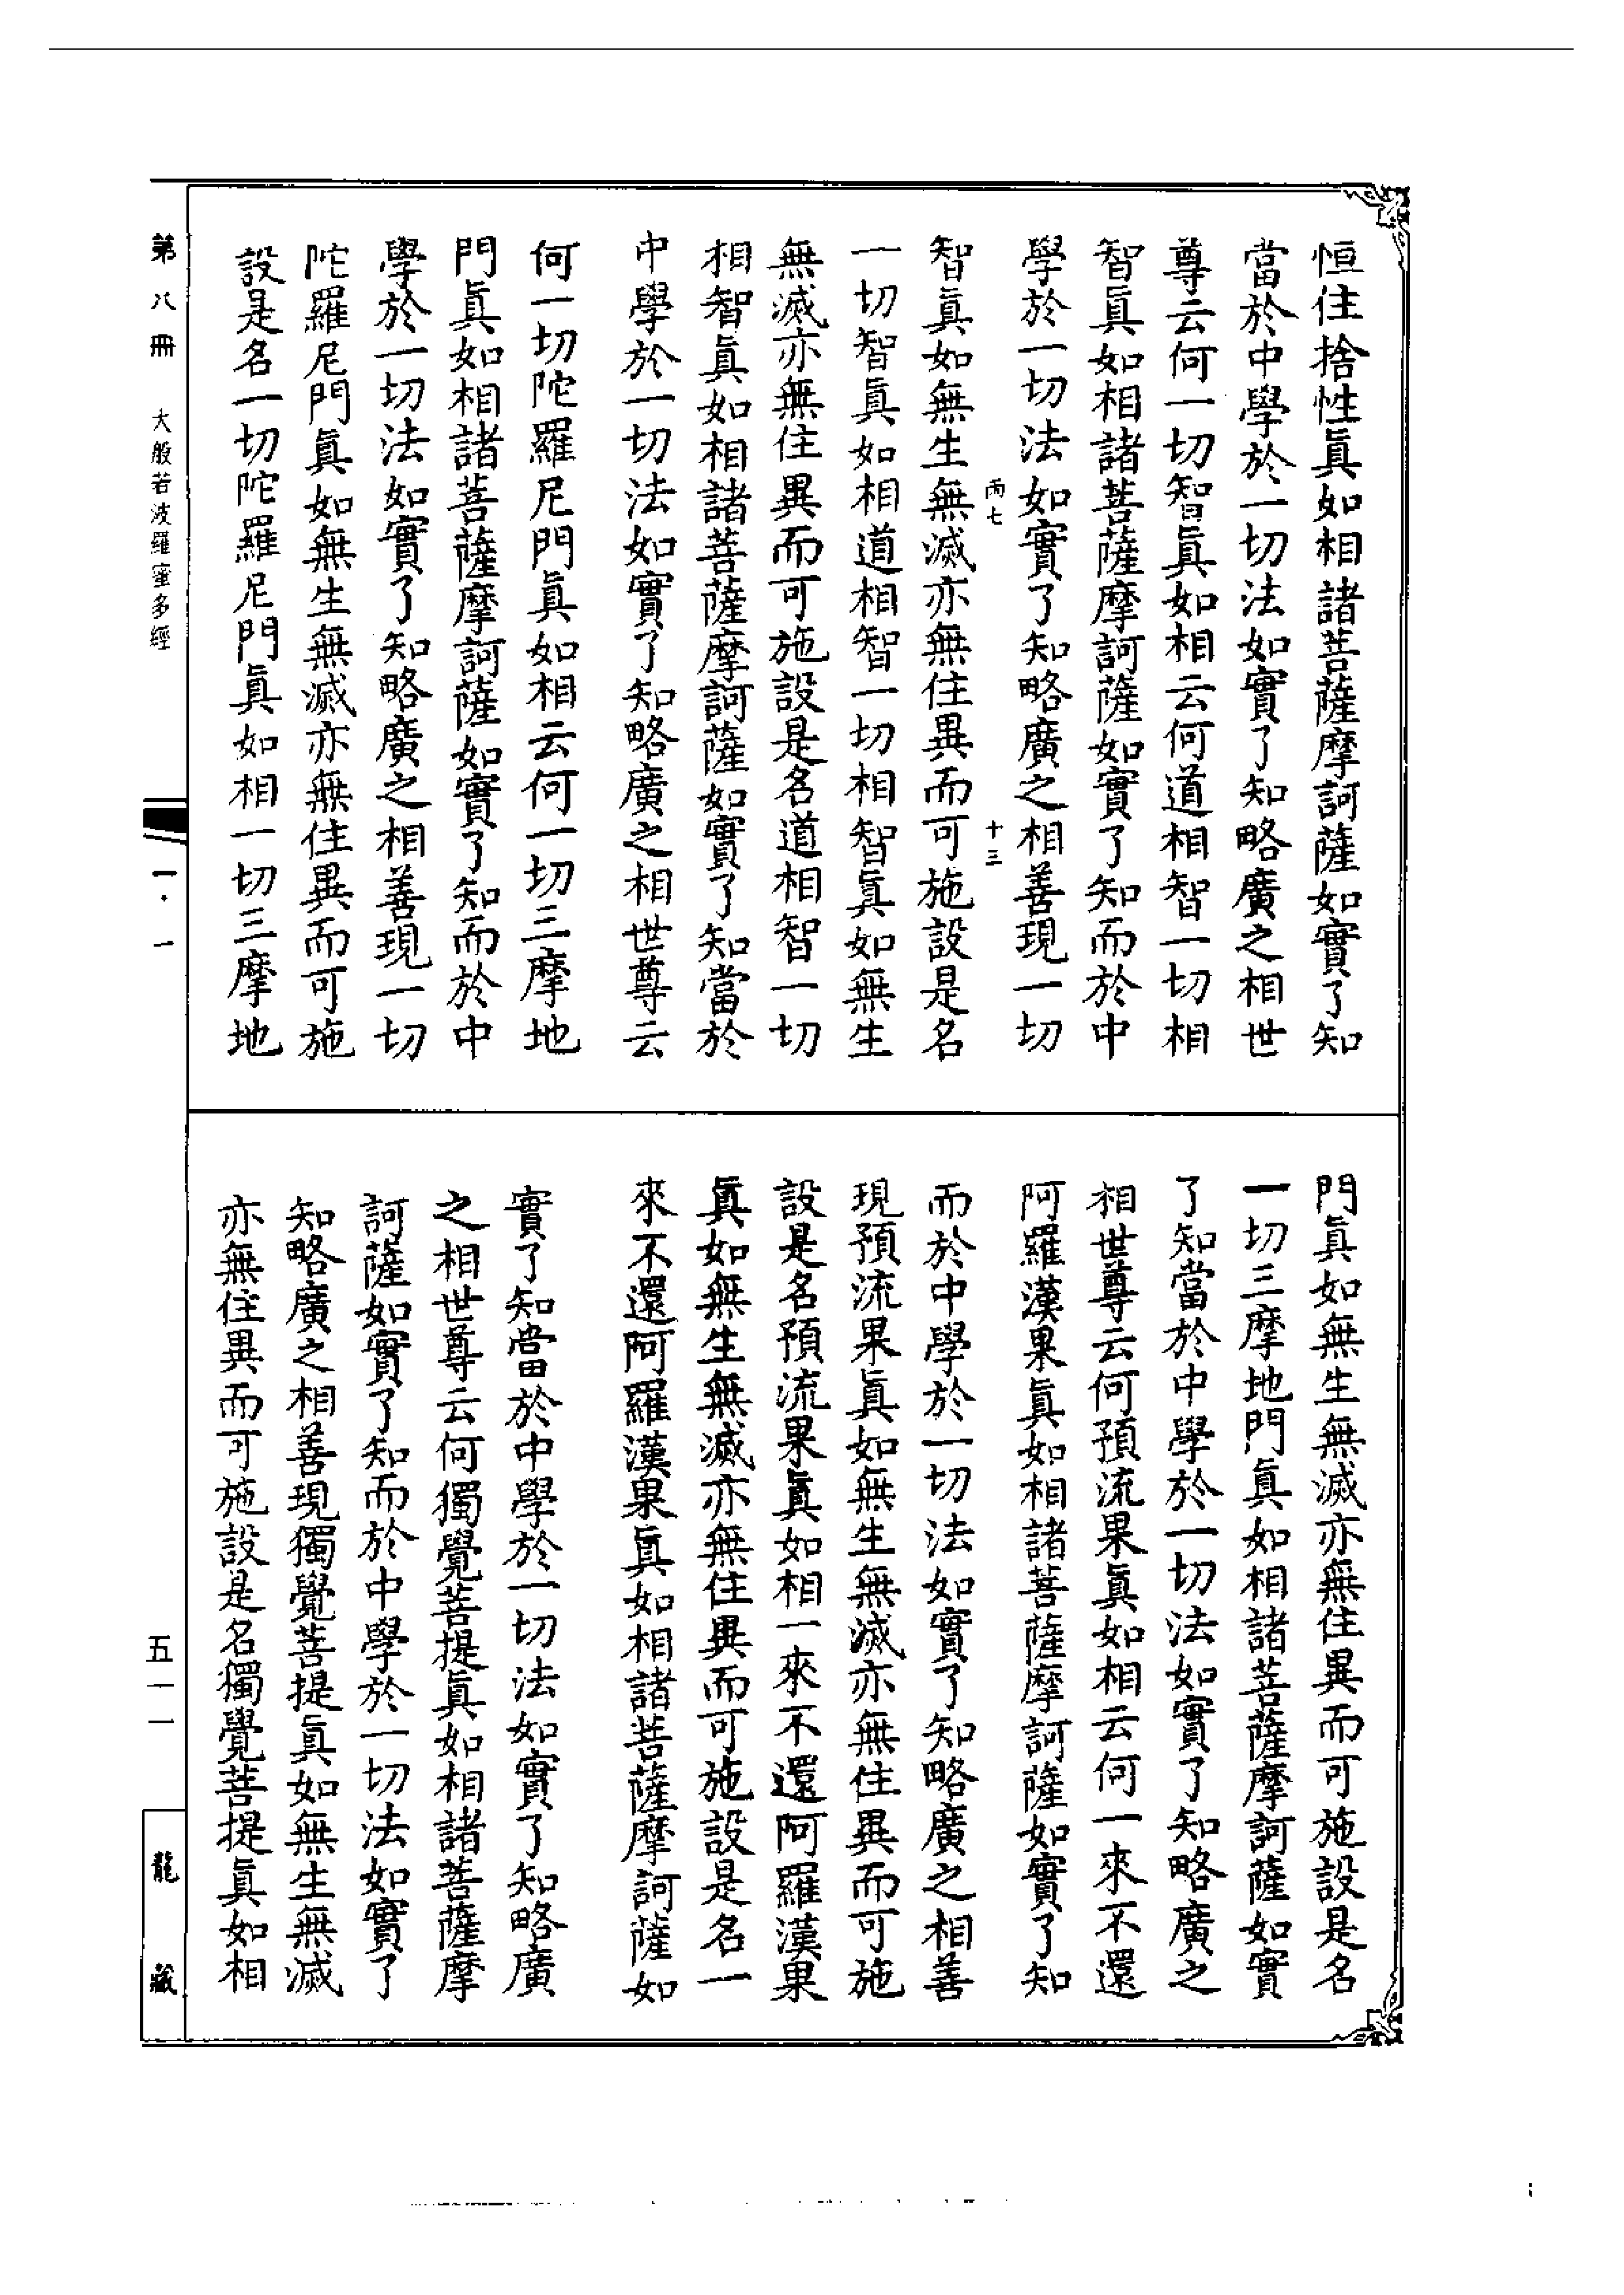 恒住捨性眞如相諸菩薩摩訶薩如實了知
當於中學於一切法如實了知略廣之相世
尊云何一切智眞如相云何道相智一切相
智眞如相諸菩薩摩訶薩如實了知而於中
學於一切法如實了知略廣之相善現一切
丙七 十三
智眞如無生無滅亦無住異而可施設是名
一切智眞如相道相智一切相智眞如無生
無滅亦無住異而可施設是名道相智一切
相智眞如相諸菩薩摩訶薩如實了知當於
中學於一切法如實了知略廣之相世尊云
何一切陀羅尼門眞如相云何一切三摩地
門眞如相諸菩薩摩訶薩如實了知而於中
學於一切法如實了知略廣之相善現一切
陀羅尼門眞如無生無滅亦無住異而可施
設是名一切陀羅尼門眞如相一切三摩地
門眞如無生無滅亦無住異而可施設是名
一切三摩地門眞如相諸菩薩摩訶薩如實
了知當於中學於一切法如實了知略廣之
相世尊云何預流果眞如相云何一來不還
阿羅漢果眞如相諸菩薩摩訶薩如實了知
而於中學於一切法如實了知略廣之相善
現預流果眞如無生無滅亦無住異而可施
設是名預流果眞如相一來不還阿羅漢果
眞如無生無滅亦無住異而可施設是名一
來不還阿羅漢果眞如相諸菩薩摩訶薩如
實了知當於中學於一切法如實了知略廣
之相世尊云何獨覺菩提眞如相諸菩薩摩
訶薩如實了知而於中學於一切法如實了
知略廣之相善現獨覺菩提眞如無生無滅
亦無住異而可施設是名獨覺菩提眞如相
第八冊 大般若波羅蜜多經 一·一 五一一 龍藏